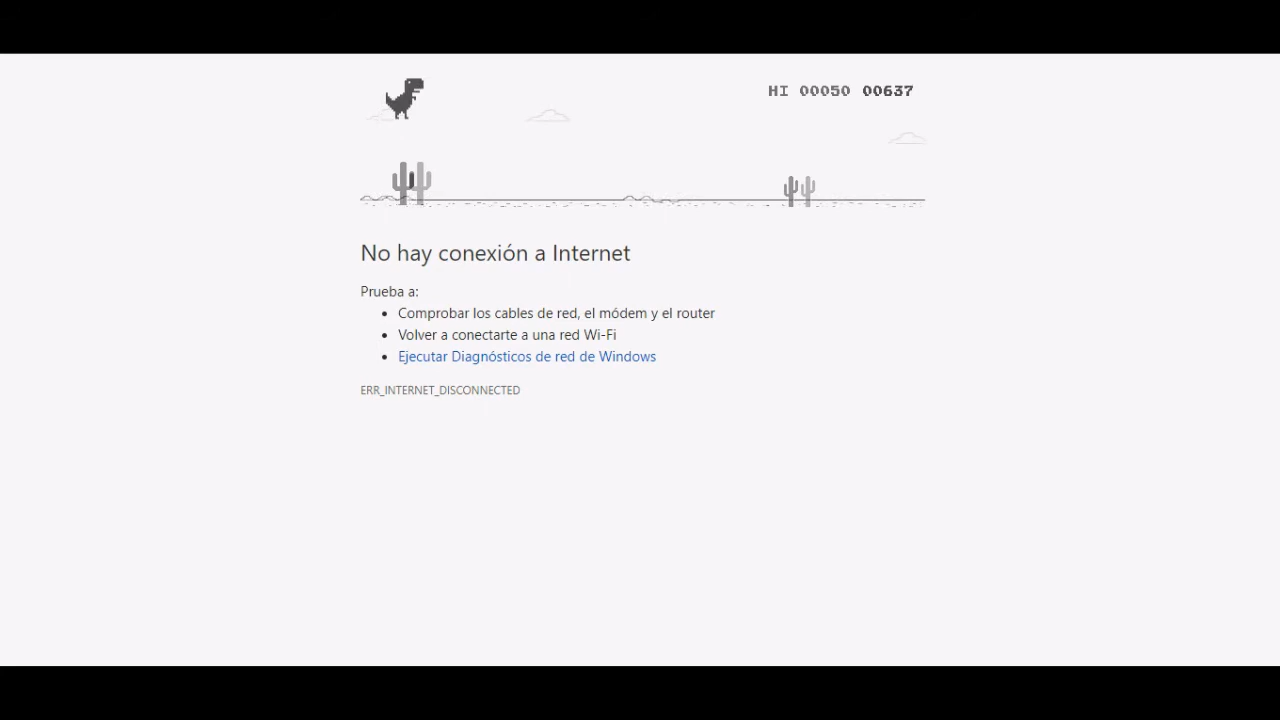 HI 00050 00637
No hay conexión a Internet
Prueba a:
Comprobar los cables de red, el módem y el router
Volver a conectarte a una red Wi-Fi
Ejecutar Diagnósticos de red de Windows
ERR_INTERNET_DISCONNECTED